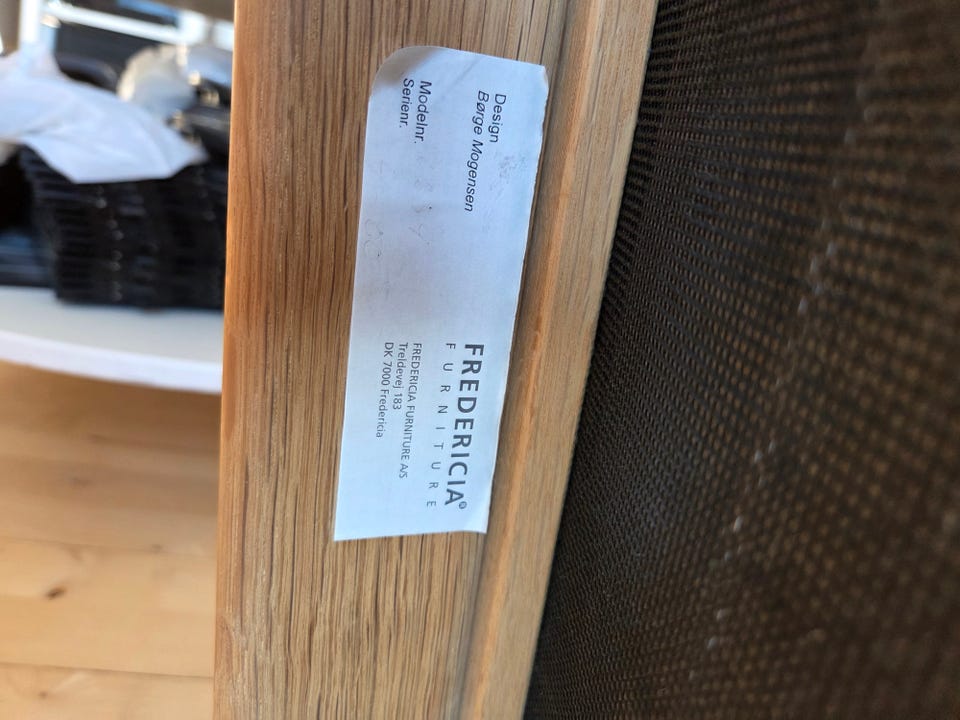 Design
Børge Mogensen
Modelnr.
Serienr.
FREDERICIA®
FURNITURE
FREDERICIA FURNITURE A/S
Treldevej 183
DK 7000 Fredericia